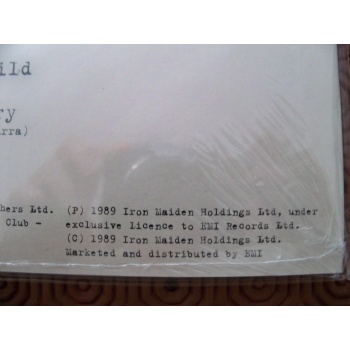 ild
ry
arra)
hers Ltd. (P) 1989 Iron Maiden Holdings Ltd, under
Club - exclusive Licence to EMI Records Ltd.
(C) 1989 Iron Maiden Holdings Ltd.
Marketed and distributed by EMI